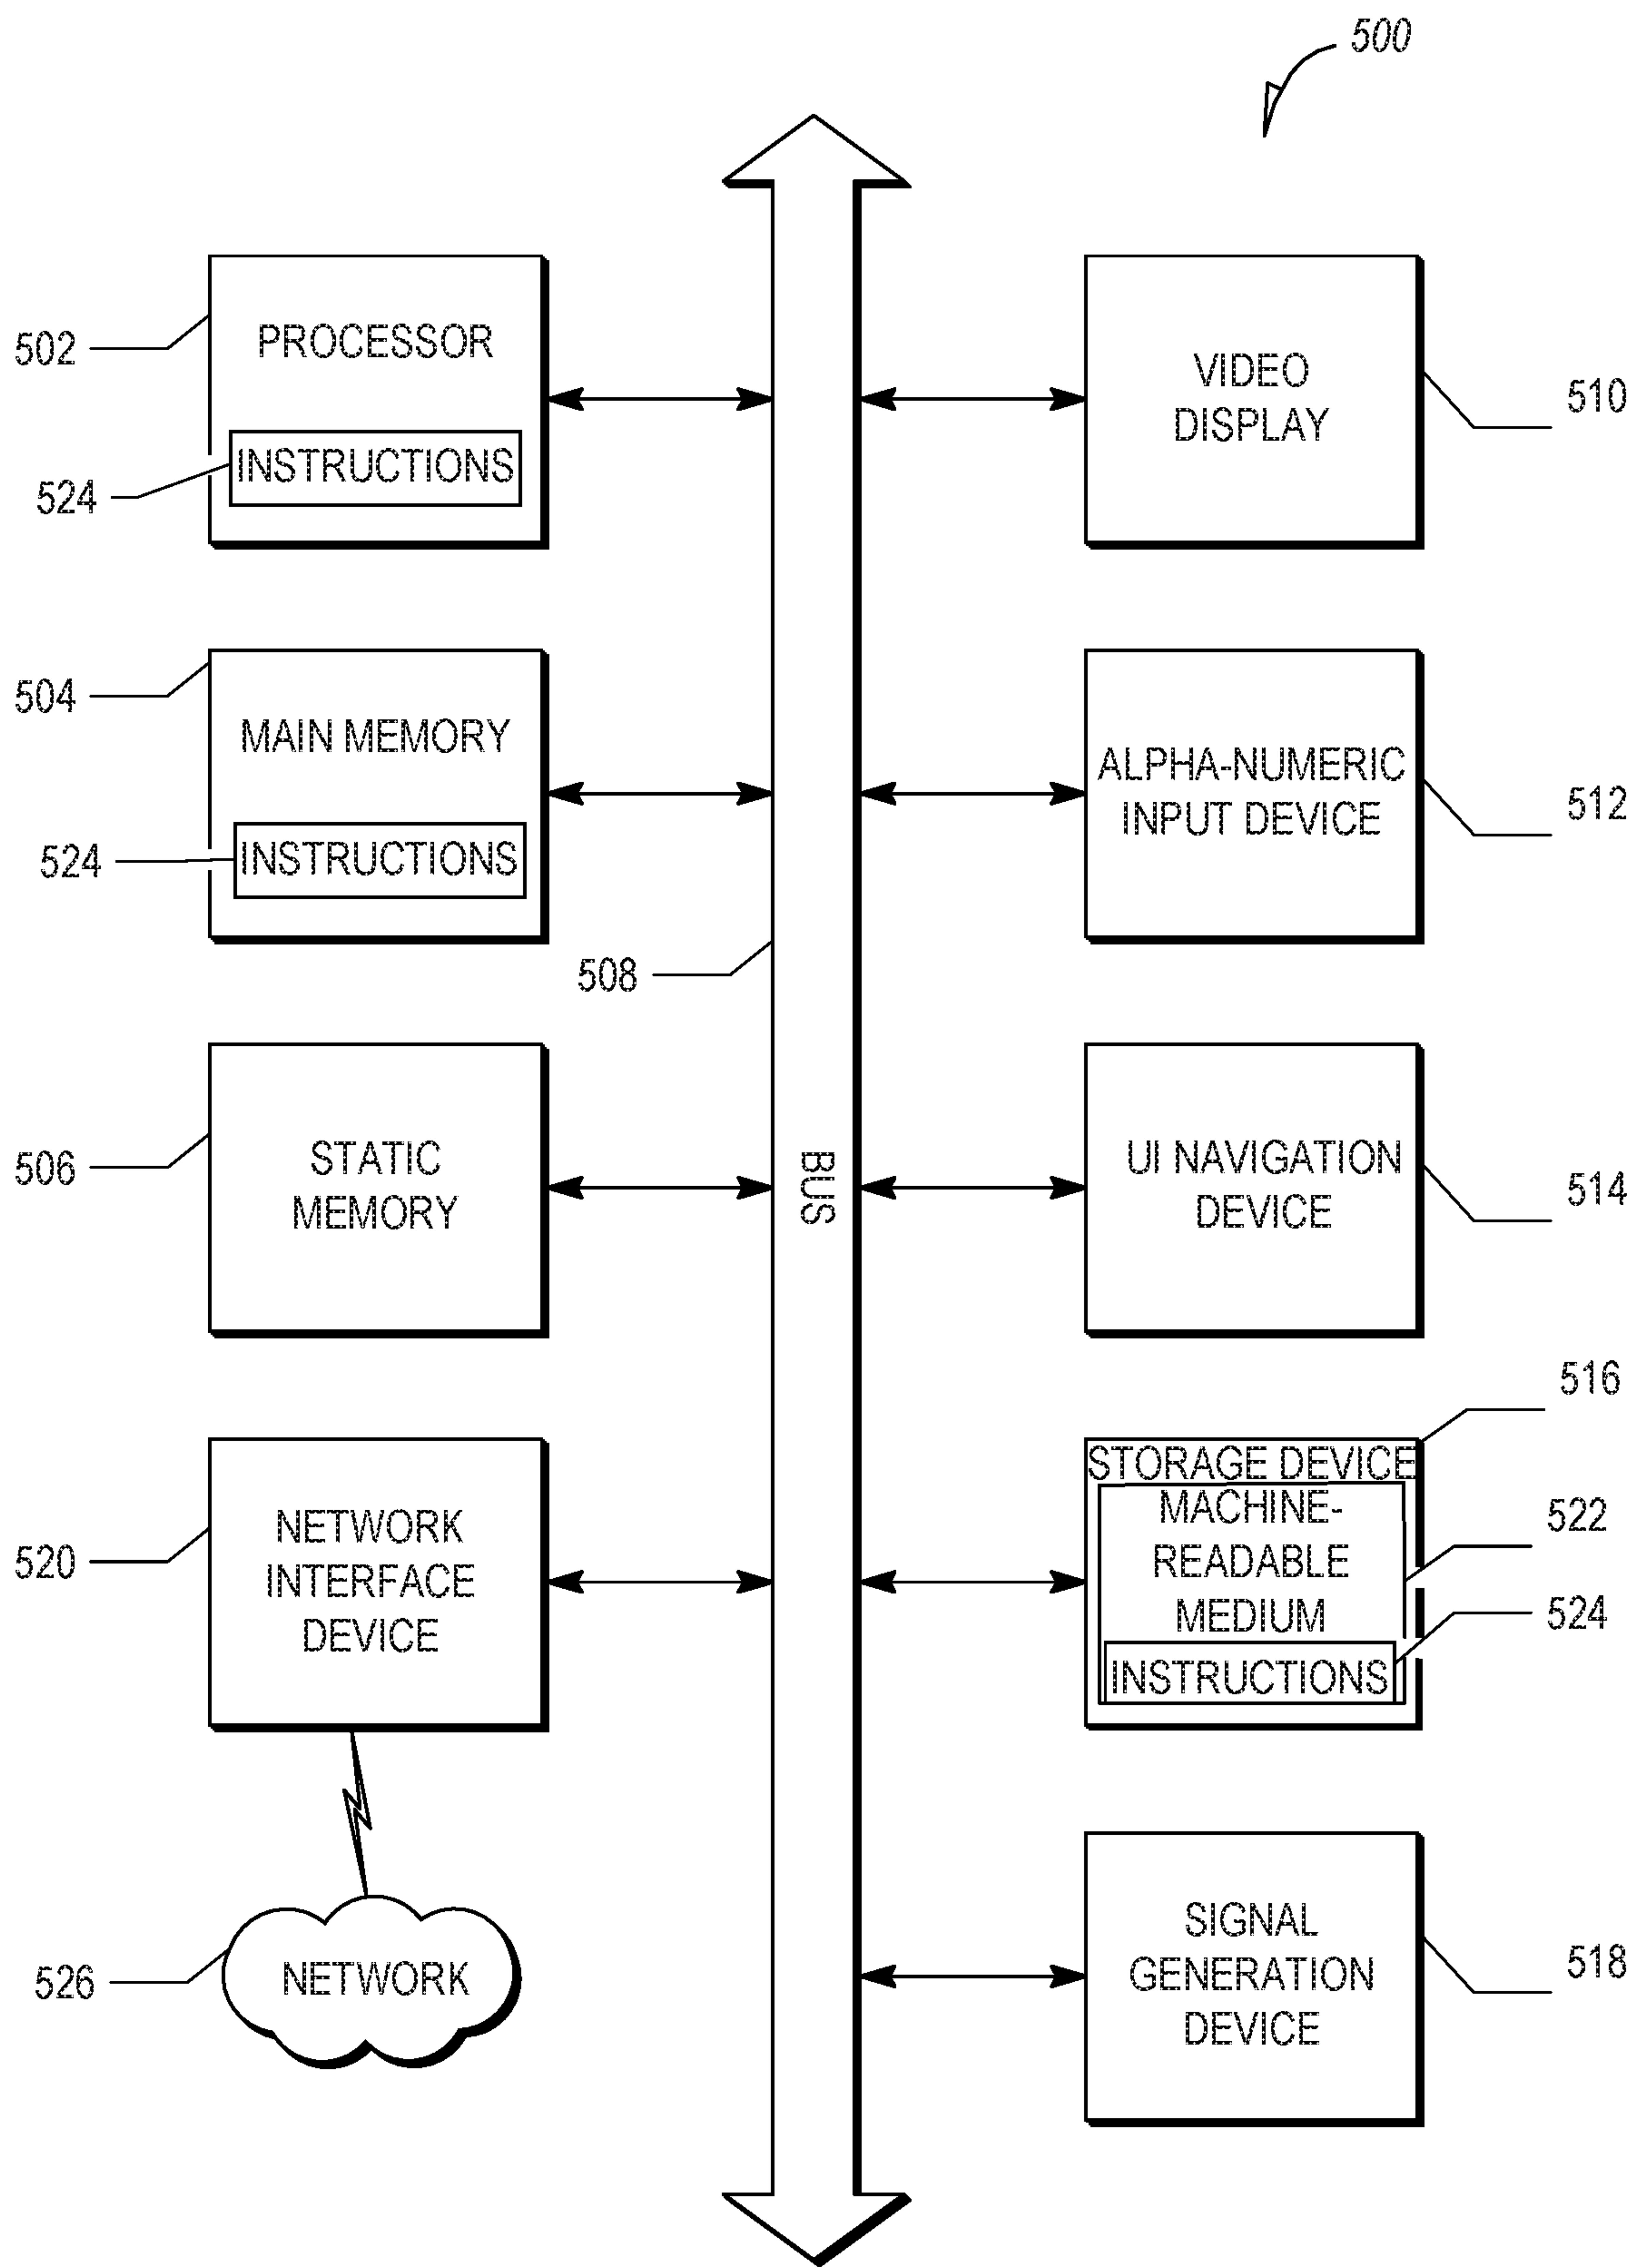 500
502
PROCESSOR
524
INSTRUCTIONS
504
MAIN MEMORY
524
INSTRUCTIONS
508
506
STATIC
MEMORY
520
NETWORK
INTERFACE
DEVICE
526
NETWORK
BUS
VIDEO
DISPLAY
510
ALPHA-NUMERIC
INPUT DEVICE
512
UI NAVIGATION
DEVICE
514
516
STORAGE DEVICE
MACHINE-
READABLE
MEDIUM
522
524
INSTRUCTIONS
SIGNAL
GENERATION
DEVICE
518